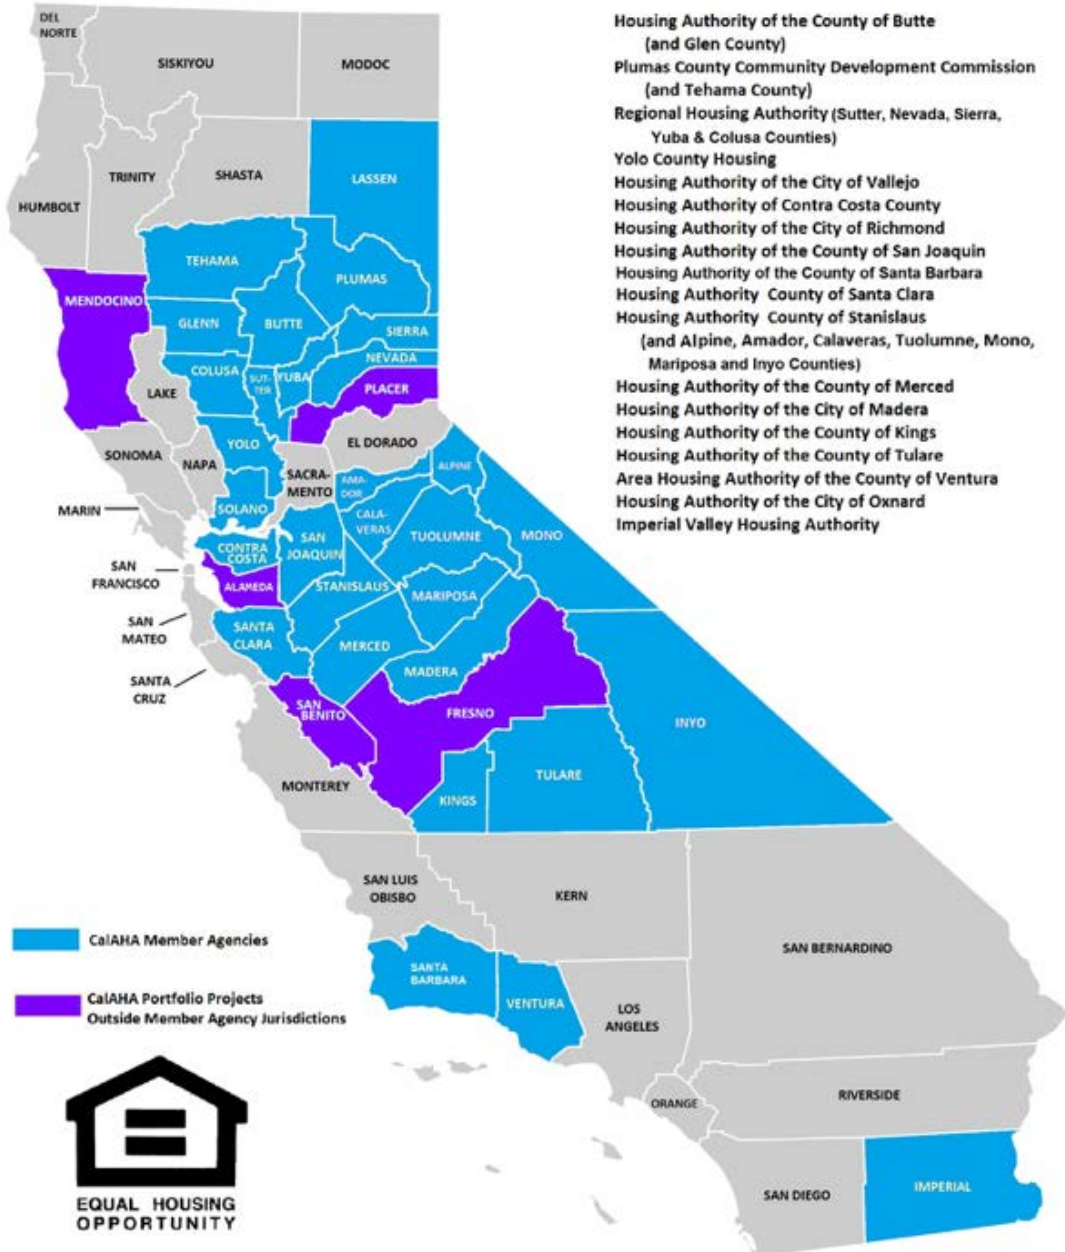 Housing Authority of the County of Butte
(and Glen County)
Plumas County Community Development Commission
(and Tehama County)
Regional Housing Authority (Sutter, Nevada, Sierra,
Yuba & Colusa Counties)
Yolo County Housing
Housing Authority of the City of Vallejo
Housing Authority of Contra Costa County
Housing Authority of the City of Richmond
Housing Authority of the County of San Joaquin
Housing Authority of the County of Santa Barbara
Housing Authority County of Santa Clara
Housing Authority County of Stanislaus
(and Alpine, Amador, Calaveras, Tuolumne, Mono,
Mariposa and Inyo Counties)
Housing Authority of the County of Merced
Housing Authority of the City of Madera
Housing Authority of the County of Kings
Housing Authority of the County of Tulare
Area Housing Authority of the County of Ventura
Housing Authority of the City of Oxnard
Imperial Valley Housing Authority
DEL
NORTE
SISKIYOU
MODOC
HUMBOLT
TRINITY
SHASTA
LASSEN
TEHAMA
PLUMAS
MENDOCINO
GLENN
BUTTE
SIERRA
NEVADA
COLUSA
SUT-
TER
YUBA
PLACER
LAKE
EL DORADO
SONOMA
NAPA
YOLO
SACRA-
MENTO
AMA-
DOR
ALPINE
MARIN
SOLANO
CALA-
VERAS
TUOLUMNE
MONO
CONTRA
COSTA
SAN
JOAQUIN
SAN
FRANCISCO
ALAMEDA
STANISLAUS
MARIPOSA
SAN
MATEO
SANTA
CLARA
MERCED
MADERA
SANTA
CRUZ
SAN
BENITO
FRESNO
INYO
MONTEREY
KINGS
TULARE
SAN LUIS
OBISBO
KERN
SAN BERNARDINO
SANTA
BARBARA
VENTURA
LOS
ANGELES
ORANGE
RIVERSIDE
SAN DIEGO
IMPERIAL
CalAHA Member Agencies
CalAHA Portfolio Projects
Outside Member Agency Jurisdictions
EQUAL HOUSING
OPPORTUNITY